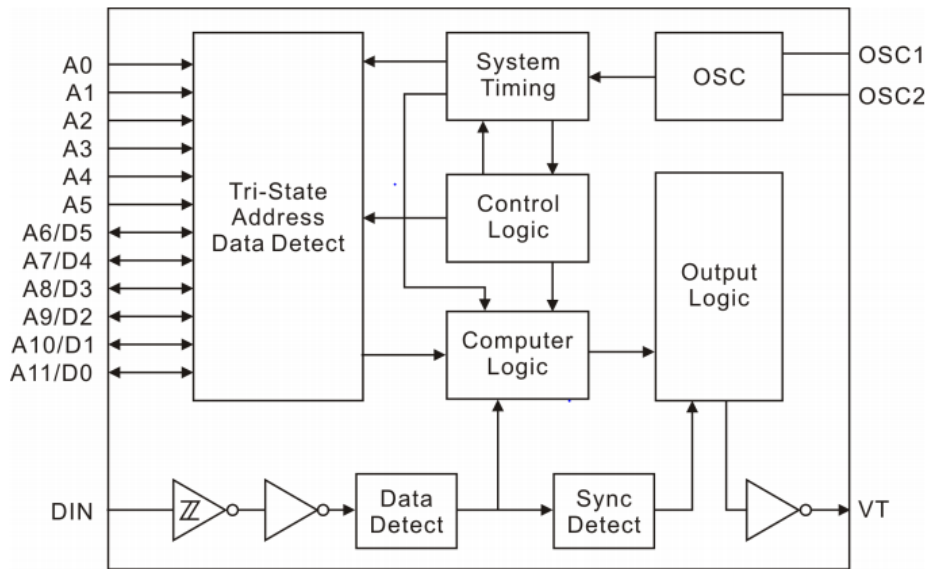 A0
A1
A2
A3
A4
A5
A6/D5
A7/D4
A8/D3
A9/D2
A10/D1
A11/D0
DIN
Tri-State
Address
Data Detect
System
Timing
OSC
OSC1
OSC2
Control
Logic
Output
Logic
Computer
Logic
Data
Detect
Sync
Detect
VT